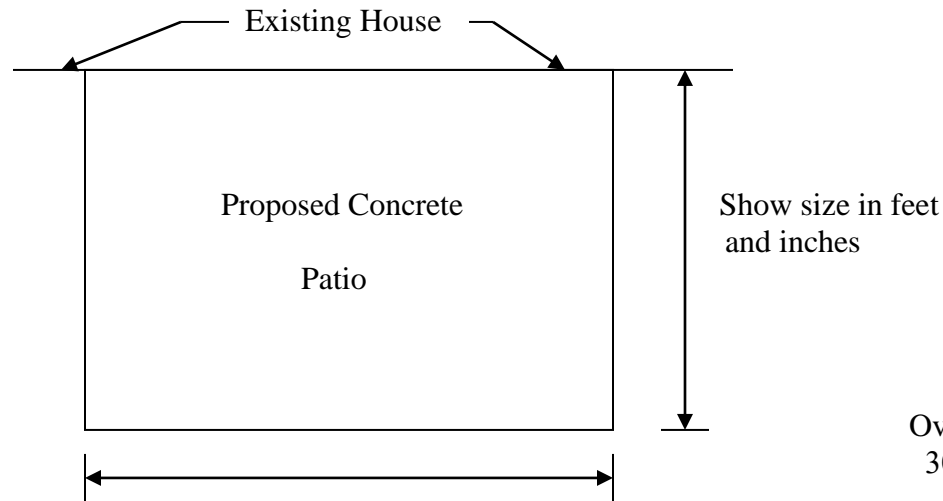 Existing House
Proposed Concrete
Patio
Show size in feet
and inches